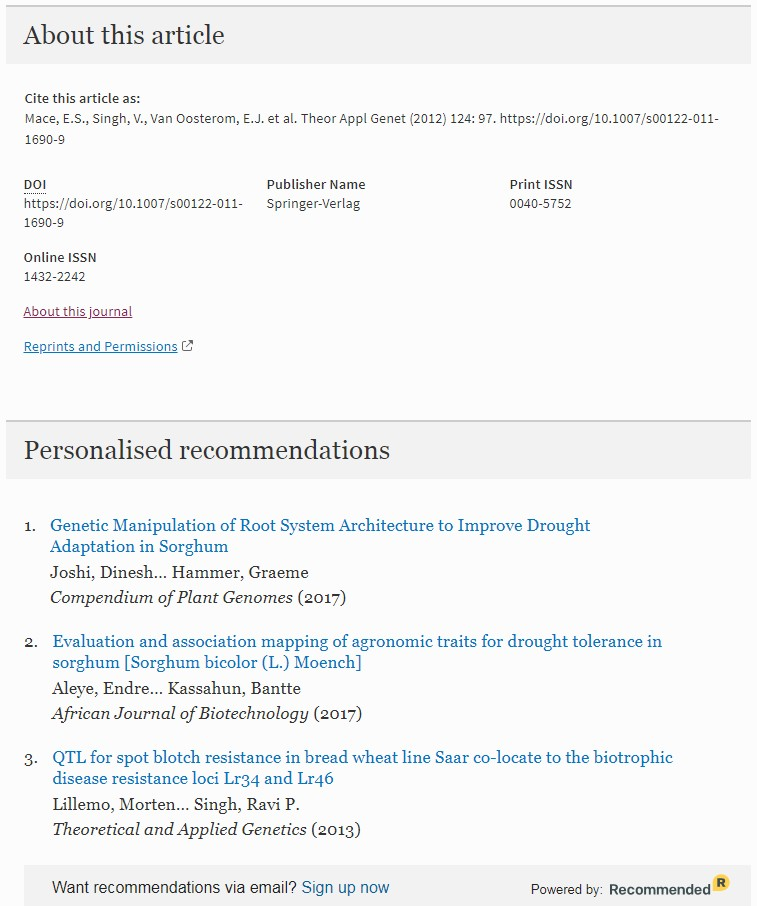 About this article
Cite this article as:
Mace, E.S., Singh, V., Van Oosterom, E.J. et al. Theor Appl Genet (2012) 124: 97. https://doi.org/10.1007/s00122-011-
1690-9
DOI
https://doi.org/10.1007/s00122-011-
1690-9
Publisher Name
Springer-Verlag
Print ISSN
0040-5752
Online ISSN
1432-2242
About this journal
Reprints and Permissions
Personalised recommendations
1. Genetic Manipulation of Root System Architecture to Improve Drought
Adaptation in Sorghum
Joshi, Dinesh... Hammer, Graeme
Compendium of Plant Genomes (2017)
2. Evaluation and association mapping of agronomic traits for drought tolerance in
sorghum [Sorghum bicolor (L.) Moench]
Aleye, Endre... Kassahun, Bantte
African Journal of Biotechnology (2017)
3. QTL for spot blotch resistance in bread wheat line Saar co-locate to the biotrophic
disease resistance loci Lr34 and Lr46
Lillemo, Morten... Singh, Ravi P.
Theoretical and Applied Genetics (2013)
Want recommendations via email? Sign up now
Powered by: Recommended R